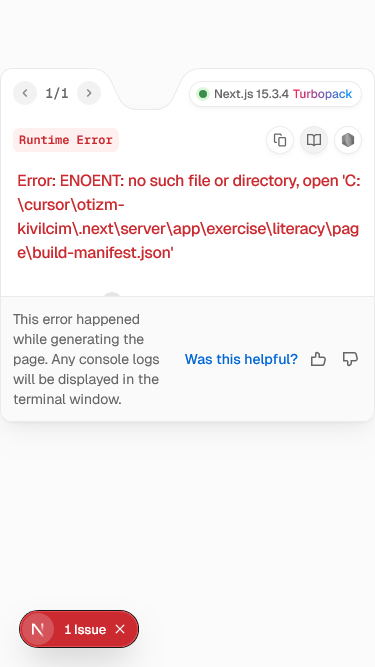 1/1
Next.js 15.3.4 Turbopack
Runtime Error
Error: ENOENT: no such file or directory, open 'C:
\cursor\otizm-
kivilcim\.next\server\app\exercise\literacy\pag
e\build-manifest.json'
This error happened
while generating the
page. Any console logs
will be displayed in the
terminal window.
Was this helpful?
N 1 Issue